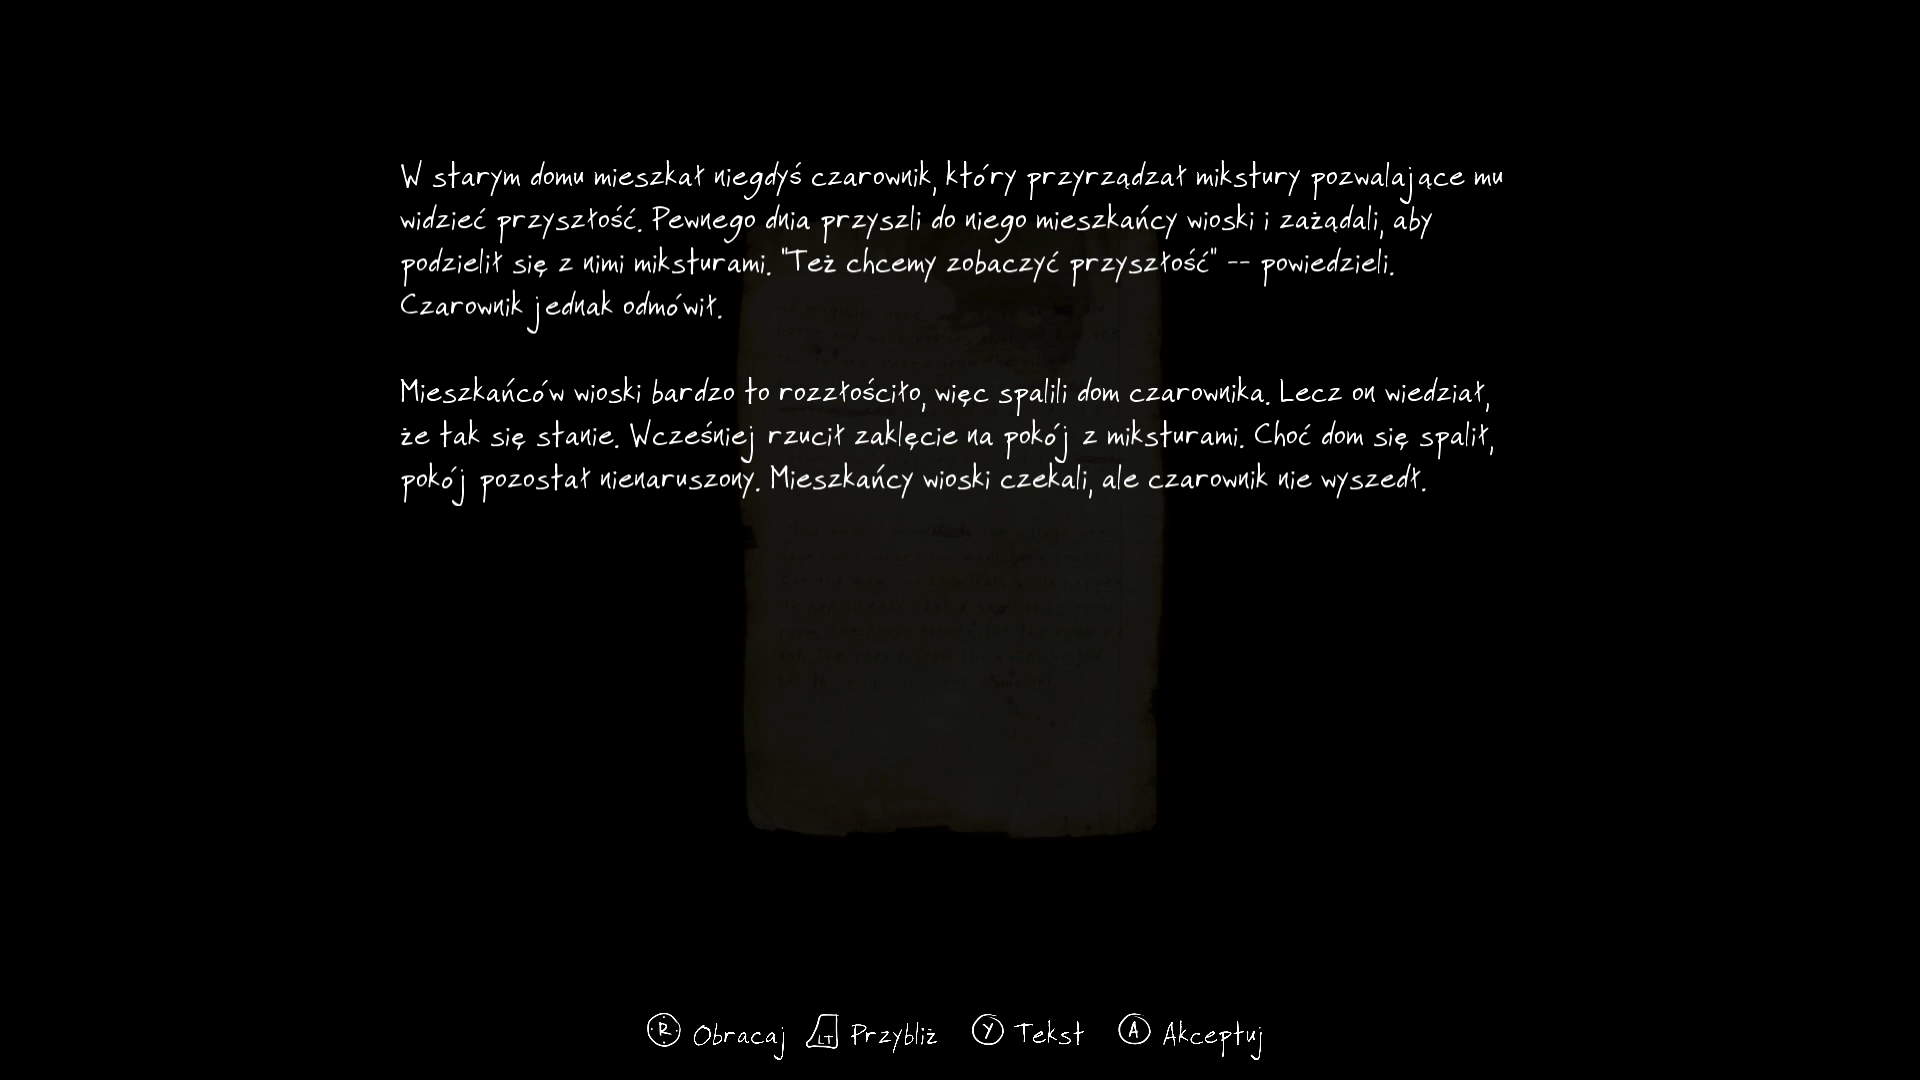 W starym domu mieszkał niegdyś czarownik, który przyrządzał mikstury pozwalające mu
widzieć przyszłość. Pewnego dnia przyszli do niego mieszkańcy wioski i zażądali, aby
podzielił się z nimi miksturami. "Też chcemy zobaczyć przyszłość" -- powiedzieli.
Czarownik jednak odmówił.
Mieszkańców wioski bardzo to rozzłościło, więc spalili dom czarownika. Lecz on wiedział,
że tak się stanie. Wcześniej rzucił zaklęcie na pokój z miksturami. Choć dom się spalił,
pokój pozostał nienaruszony. Mieszkańcy wioski czekali, ale czarownik nie wyszedł.
R Obracaj LT Przybliż Y Tekst A Akceptuj